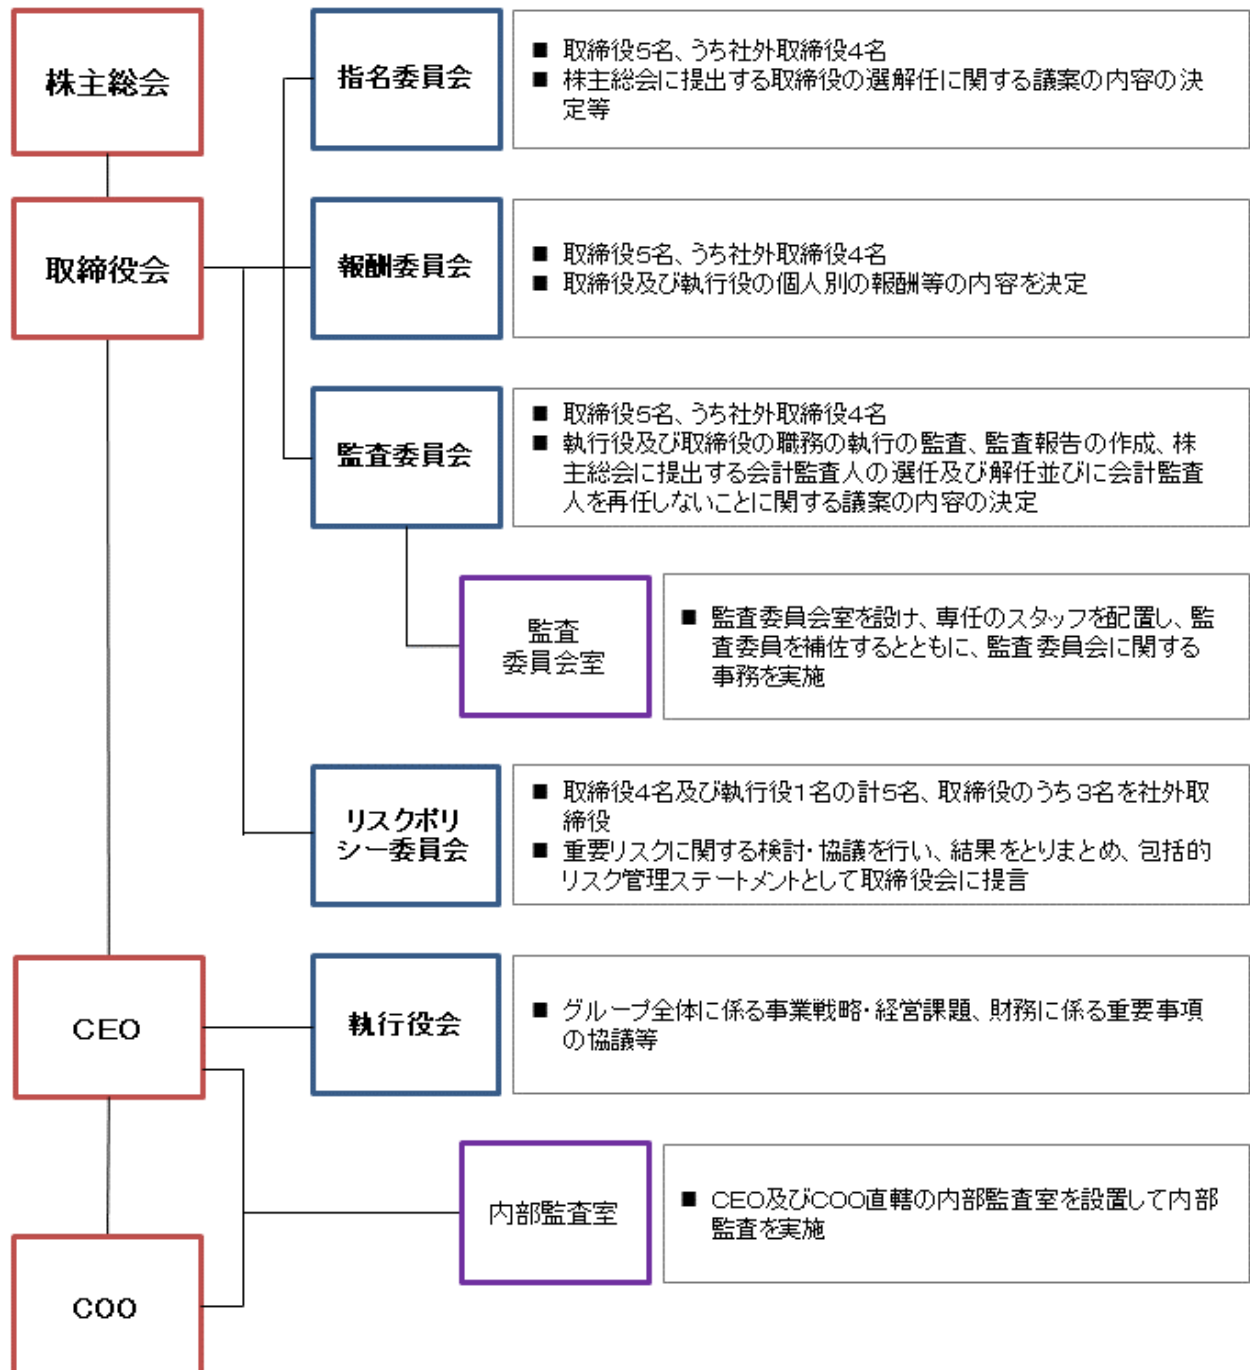 株主総会
指名委員会
■ 取締役5名、うち社外取締役4名
■ 株主総会に提出する取締役の選解任に関する議案の内容の決
定等
取締役会
報酬委員会
■ 取締役5名、うち社外取締役4名
■ 取締役及び執行役の個人別の報酬等の内容を決定
監査委員会
■ 取締役5名、うち社外取締役4名
■ 執行役及び取締役の職務の執行の監査、監査報告の作成、株
主総会に提出する会計監査人の選任及び解任並びに会計監査
人を再任しないことに関する議案の内容の決定
監査
委員会室
■ 監査委員会室を設け、専任のスタッフを配置し、監
査委員を補佐するとともに、監査委員会に関する
事務を実施
リスクポリ
シー委員会
■ 取締役4名及び執行役1名の計5名、取締役のうち3名を社外取
締役
■ 重要リスクに関する検討・協議を行い、結果をとりまとめ、包括的
リスク管理ステートメントとして取締役会に提言
CEO
執行役会
■ グループ全体に係る事業戦略・経営課題、財務に係る重要事項
の協議等
内部監査室
■ CEO及びCOO直轄の内部監査室を設置して内部
監査を実施
COO